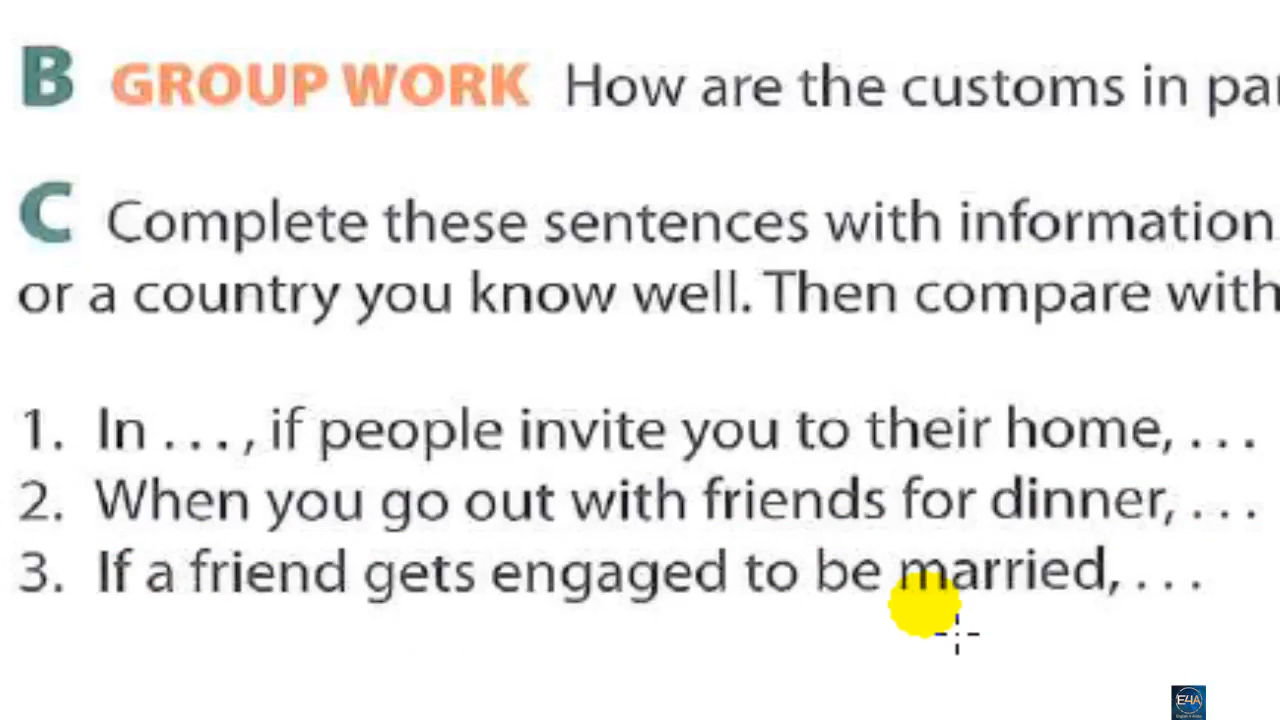 B GROUP WORK How are the customs in
C Complete these sentences with information
or a country you know well. Then compare with
1. In . . . , if people invite you to their home, . . .
2. When you go out with friends for dinner, . . .
3. If a friend gets engaged to be married, . . .
E4A